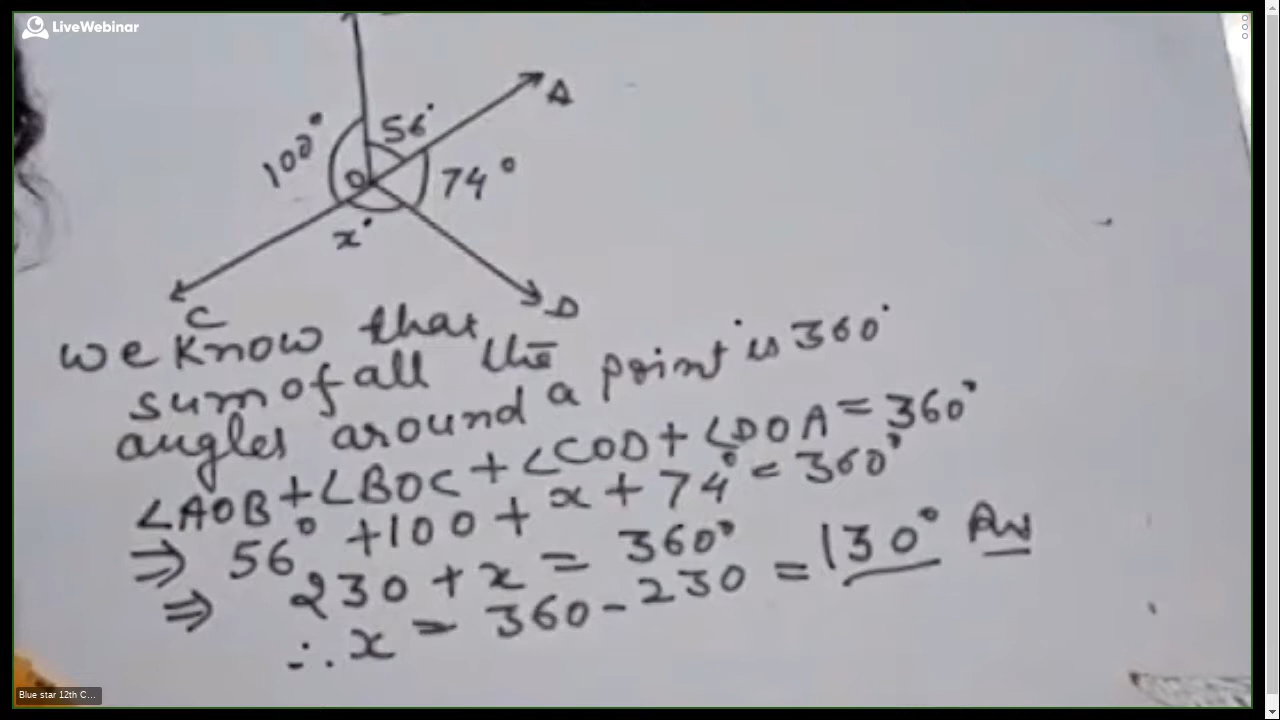 LiveWebinar
A
56°
100°
O
74°
x°
C
D
we know that
sum of all the
angles around a point is 360°
∠AOB+∠BOC+∠COD+∠DOA=360°
⇒ 56° +100+x+74°=360°
⇒ 230+x=360°
∴x=360-230=130° Aw
Blue star 12th C...